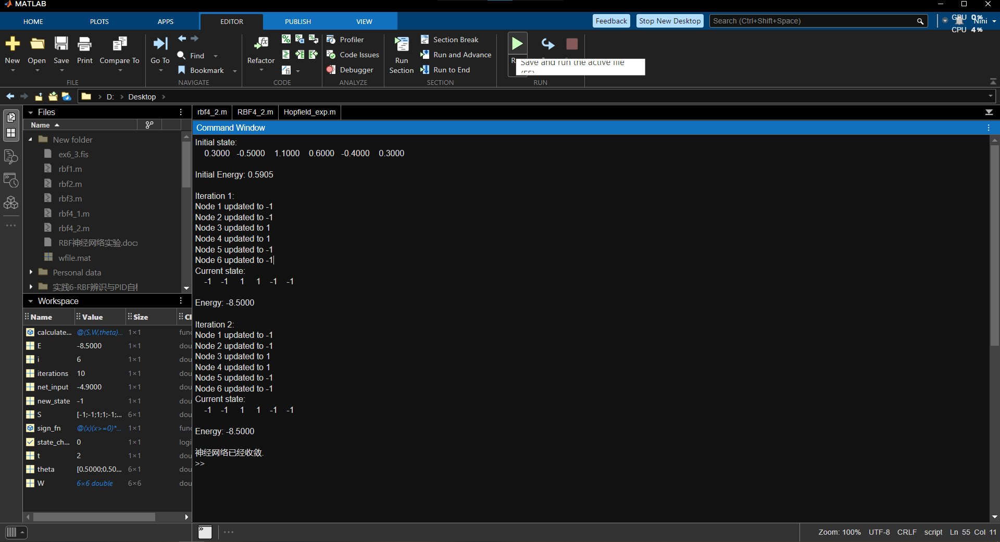 MATLAB
HOME PLOTS APPS EDITOR PUBLISH VIEW Feedback Stop New Desktop Search (Ctrl+Shift+Space) GPU 0% Nini
CPU 4%
New Open Save Print Compare To
FILE
Go To Find Bookmark
NAVIGATE
Refactor
CODE
Profiler
Code Issues
Debugger
ANALYZE
Run Section
Section Break
Run and Advance
Run to End
SECTION
Save and run the active file
(F5)
RUN
D: Desktop
Files
Name
New folder
ex6_3.fis
rbf1.m
rbf2.m
rbf3.m
rbf4_1.m
rbf4_2.m
RBF神经网络实验.docx
wfile.mat
Personal data
实践6-RBF辨识与PID自
Workspace
Name Value Size Cl
calculate... @(S,W,theta)... 1×1 func
E -8.5000 1×1 dou
i 6 1×1 dou
iterations 10 1×1 dou
net_input -4.9000 1×1 dou
new_state -1 1×1 dou
S [-1;-1;1;1;-1;... 6×1 dou
sign_fn @(x)(x>=0)*... 1×1 func
state_ch... 0 1×1 logi
t 2 1×1 dou
theta [0.5000;0.50... 6×1 dou
W 6×6 double 6×6 dou
rbf4_2.m RBF4_2.m Hopfield_exp.m
Command Window
Initial state:
0.3000 -0.5000 1.1000 0.6000 -0.4000 0.3000
Initial Energy: 0.5905
Iteration 1:
Node 1 updated to -1
Node 2 updated to -1
Node 3 updated to 1
Node 4 updated to 1
Node 5 updated to -1
Node 6 updated to -1
Current state:
-1 -1 1 1 -1 -1
Energy: -8.5000
Iteration 2:
Node 1 updated to -1
Node 2 updated to -1
Node 3 updated to 1
Node 4 updated to 1
Node 5 updated to -1
Node 6 updated to -1
Current state:
-1 -1 1 1 -1 -1
Energy: -8.5000
神经网络已经收敛.
>>
Zoom: 100% UTF-8 CRLF script Ln 55 Col 11